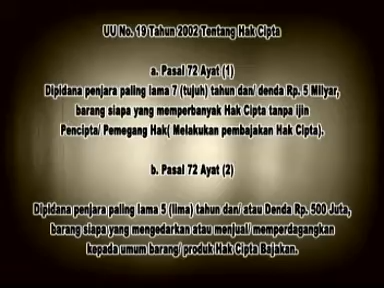 UU No. 19 Tahun 2002 Tentang Hak Cipta
a. Pasal 72 Ayat (1)
Dipidana penjara paling lama 7 (tujuh) tahun dan/ denda Rp. 5 Milyar,
barang siapa yang memperbanyak Hak Cipta tanpa ijin
Pencipta/ Pemegang Hak( Melakukan pembajakan Hak Cipta).
b. Pasal 72 Ayat (2)
Dipidana penjara paling lama 5 (lima) tahun dan/ atau Denda Rp. 500 Juta,
barang siapa yang mengedarkan atau menjual/ memperdagangkan
kepada umum barang/ produk Hak Cipta Bajakan.